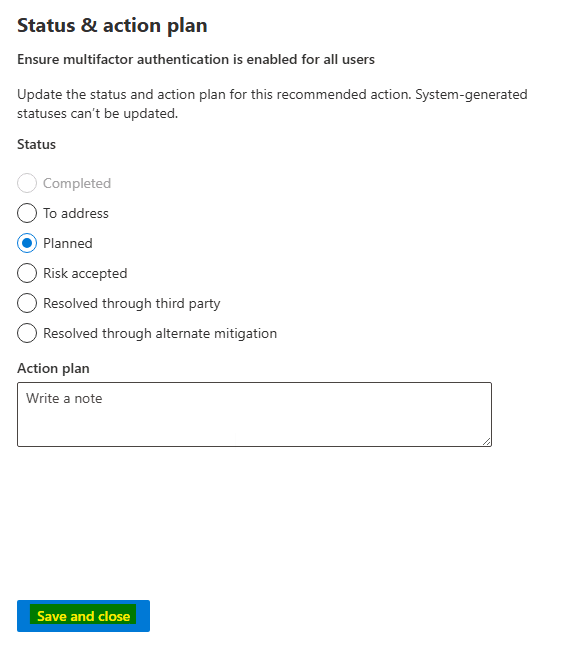 Status & action plan
Ensure multifactor authentication is enabled for all users
Update the status and action plan for this recommended action. System-generated
statuses can't be updated.
Status
Completed
To address
Planned
Risk accepted
Resolved through third party
Resolved through alternate mitigation
Action plan
Write a note
Save and close